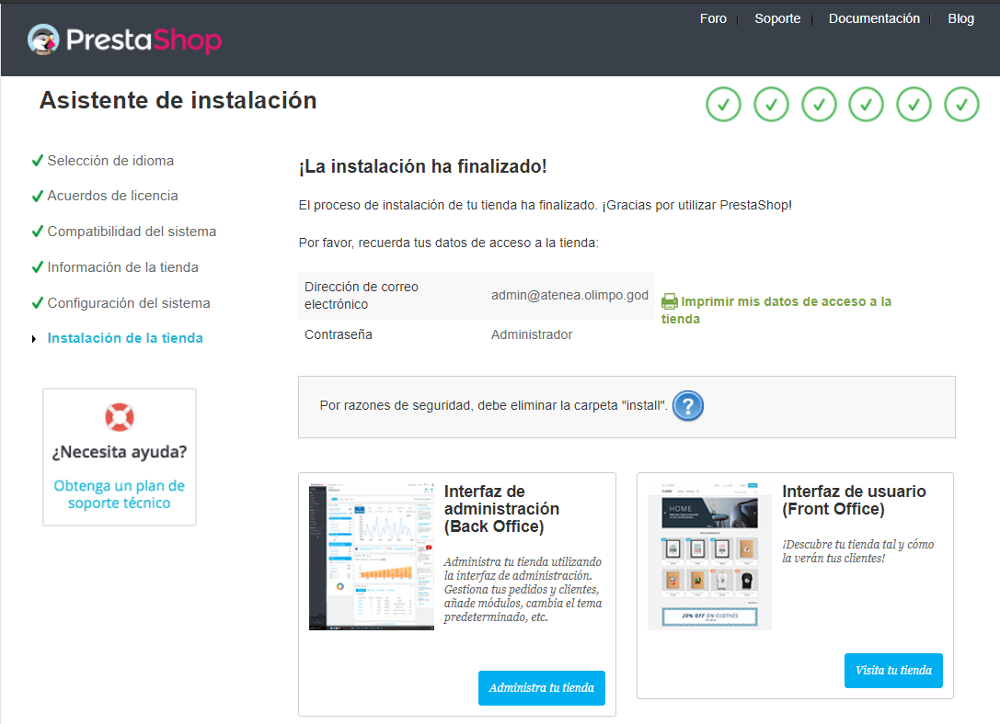 Foro
Soporte
Documentación
Blog
PrestaShop
Asistente de instalación
Selección de idioma
Acuerdos de licencia
Compatibilidad del sistema
Información de la tienda
Configuración del sistema
Instalación de la tienda
¿Necesita ayuda?
Obtenga un plan de
soporte técnico
¡La instalación ha finalizado!
El proceso de instalación de tu tienda ha finalizado. ¡Gracias por utilizar PrestaShop!
Por favor, recuerda tus datos de acceso a la tienda:
Dirección de correo
electrónico
admin@atenea.olimpo.god
Contraseña
Administrador
Imprimir mis datos de acceso a la
tienda
Por razones de seguridad, debe eliminar la carpeta "install". ?
Interfaz de
administración
(Back Office)
Administra tu tienda utilizando
la interfaz de administración.
Gestiona tus pedidos y clientes,
añade módulos, cambia el tema
predeterminado, etc.
Administra tu tienda
HOME
20% OFF ON CLOTHES
Interfaz de usuario
(Front Office)
¡Descubre tu tienda tal y cómo
la verán tus clientes!
Visita tu tienda